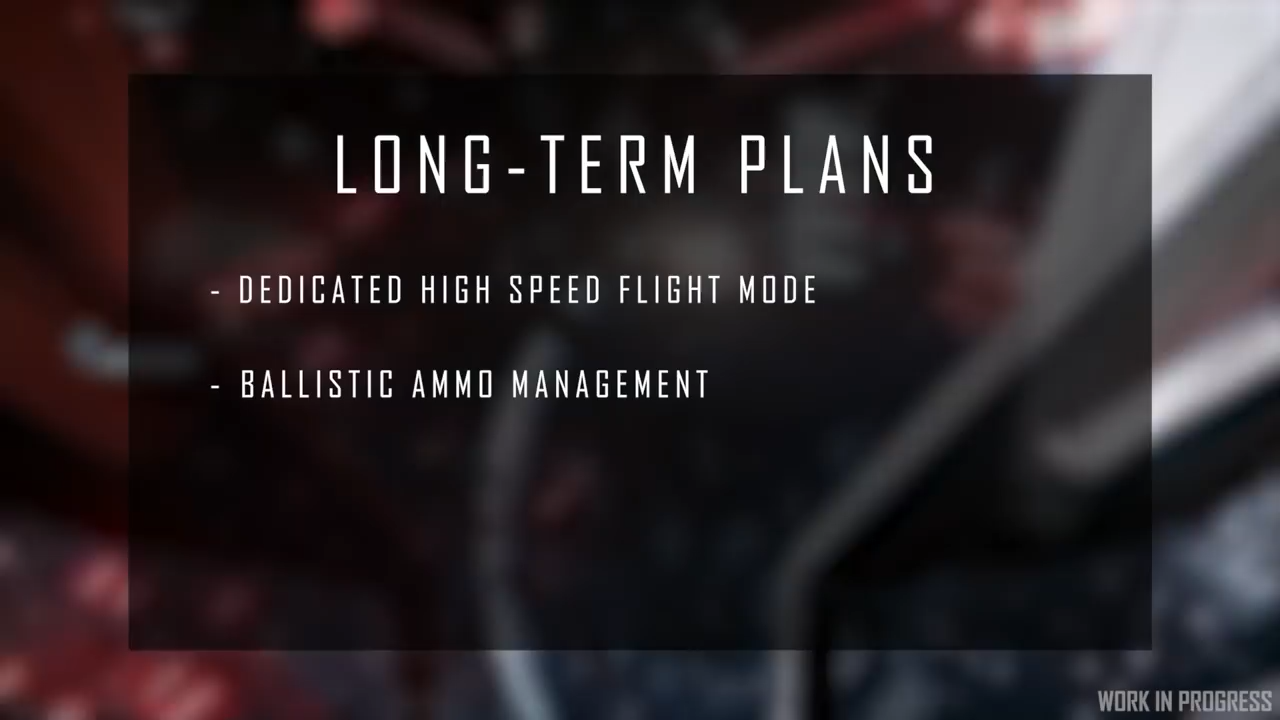 LONG-TERM PLANS
- DEDICATED HIGH SPEED FLIGHT MODE
- BALLISTIC AMMO MANAGEMENT
WORK IN PROGRESS